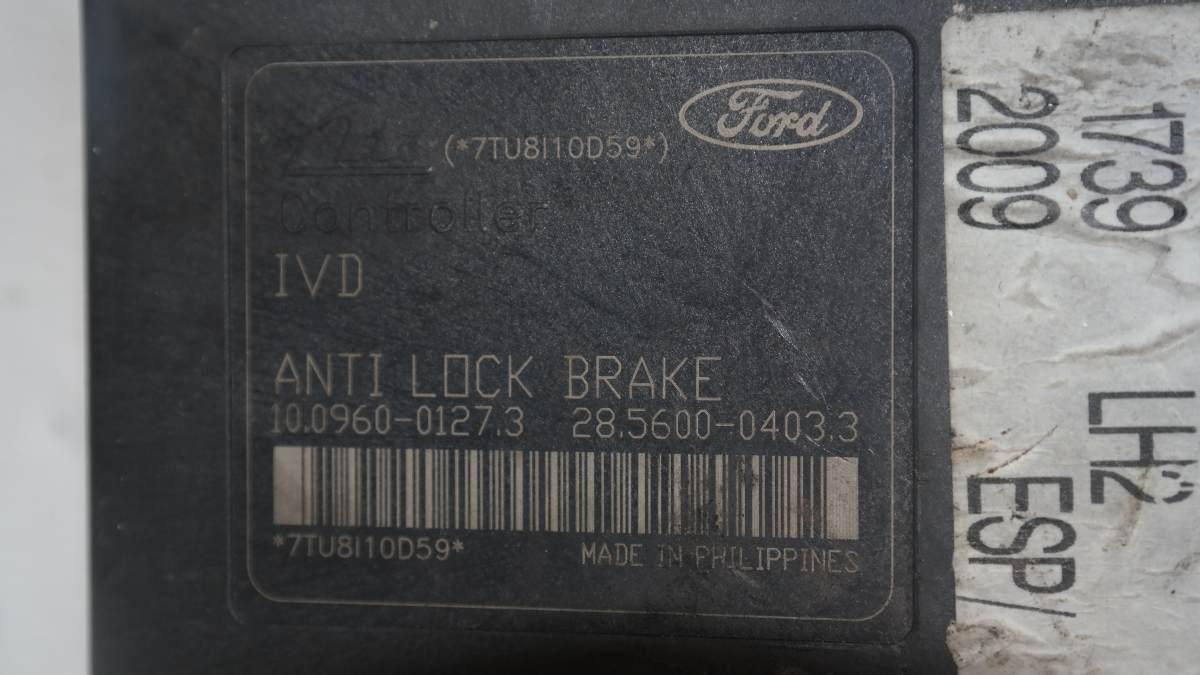 Ford
(*7TU8I10D59*)
Controller
IVD
ANTI LOCK BRAKE
10.0960-0127.3 28.5600-0403.3
*7TU8I10D59*
MADE IN PHILIPPINES
1739 LH2
2009 ESP/